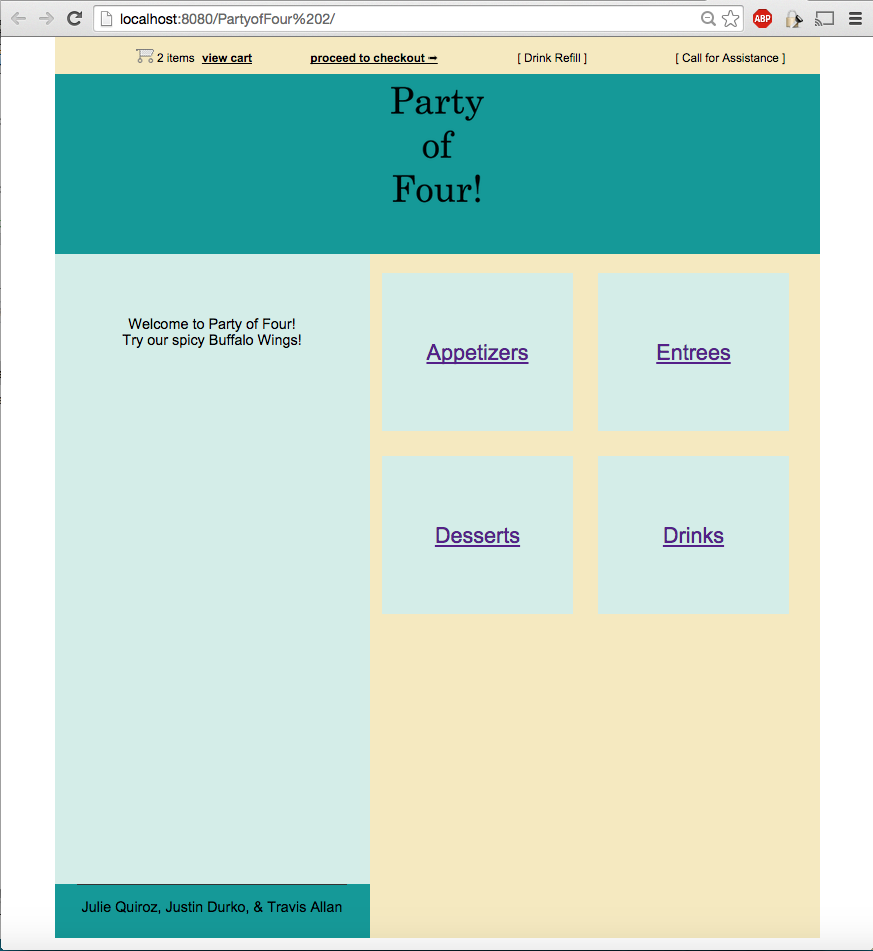 localhost:8080/PartyofFour%202/
ABP
2 items view cart proceed to checkout ➡ [ Drink Refill ] [ Call for Assistance ]
Party
of
Four!
Welcome to Party of Four!
Try our spicy Buffalo Wings!
Appetizers Entrees
Desserts Drinks
Julie Quiroz, Justin Durko, & Travis Allan